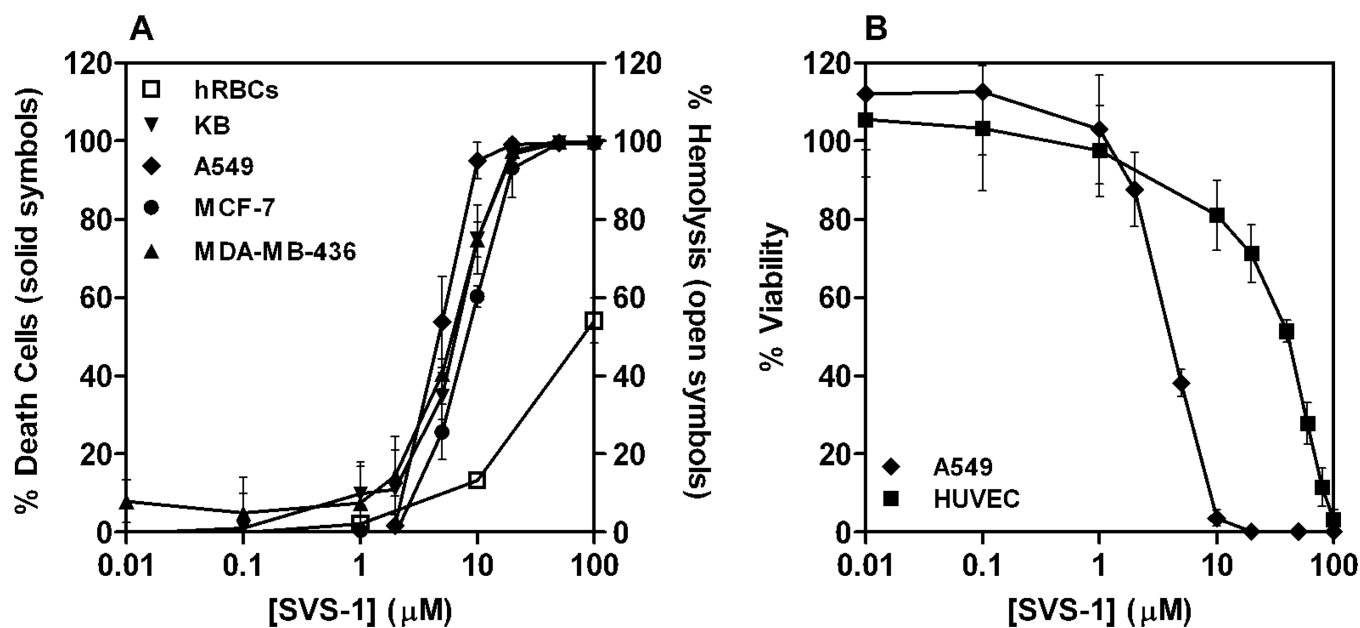 A
% Death Cells (solid symbols)
120
100
80
60
40
20
0
hRBCs
KB
A549
MCF-7
MDA-MB-436
120
100
80
60
40
20
0
% Hemolysis (open symbols)
0.01 0.1 1 10 100
[SVS-1] (μM)
B
% Viability
120
100
80
60
40
20
0
A549
HUVEC
0.01 0.1 1 10 100
[SVS-1] (μM)